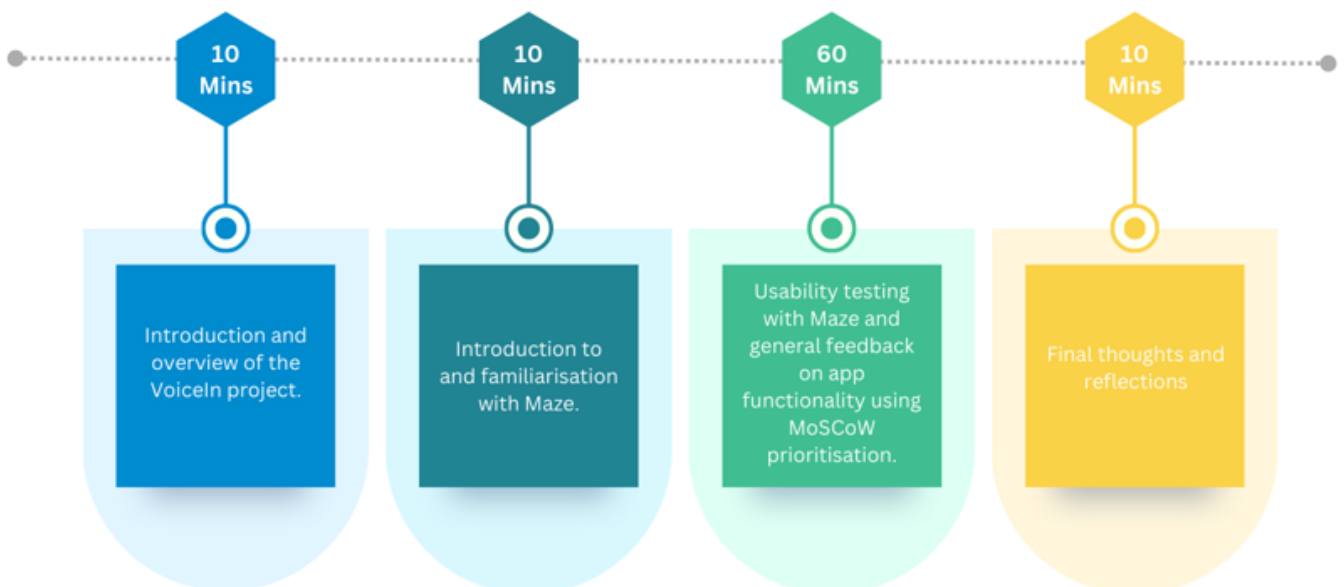 10
Mins
10
Mins
60
Mins
10
Mins
Introduction and
overview of the
VoiceIn project.
Introduction to
and familiarisation
with Maze.
Usability testing
with Maze and
general feedback
on app
functionality using
MoSCoW
prioritisation.
Final thoughts and
reflections